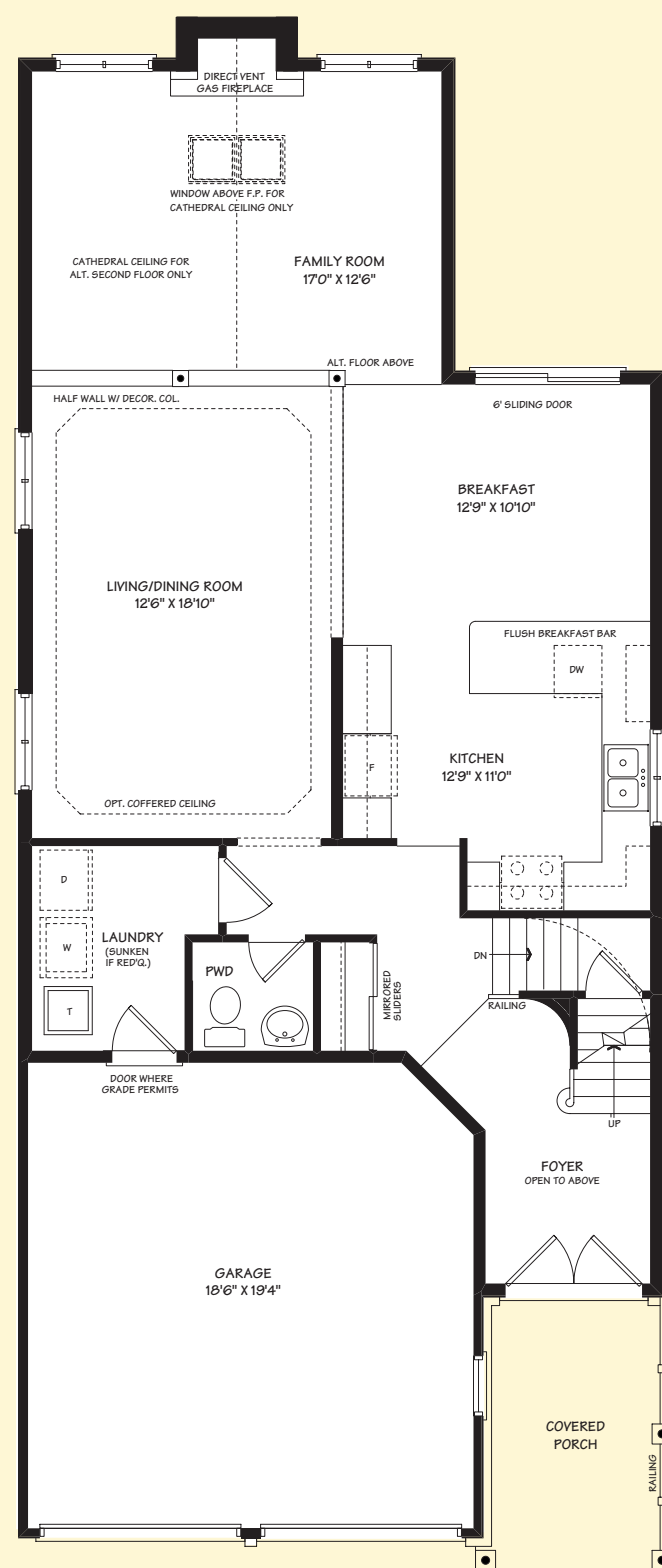 DIRECT VENT
GAS FIREPLACE
WINDOW ABOVE F.P. FOR
CATHEDRAL CEILING ONLY
CATHEDRAL CEILING FOR
ALT. SECOND FLOOR ONLY
FAMILY ROOM
17'0" X 12'6"
ALT. FLOOR ABOVE
HALF WALL W/ DECOR. COL.
6' SLIDING DOOR
BREAKFAST
12'9" X 10'10"
LIVING/DINING ROOM
12'6" X 18'10"
FLUSH BREAKFAST BAR
DW
KITCHEN
12'9" X 11'0"
F
OPT. COFFERED CEILING
D
W
T
LAUNDRY
(SUNKEN
IF REQ'D.)
PWD
MIRRORED
SLIDERS
DN
RAILING
UP
DOOR WHERE
GRADE PERMITS
FOYER
OPEN TO ABOVE
GARAGE
18'6" X 19'4"
COVERED
PORCH
RAILING